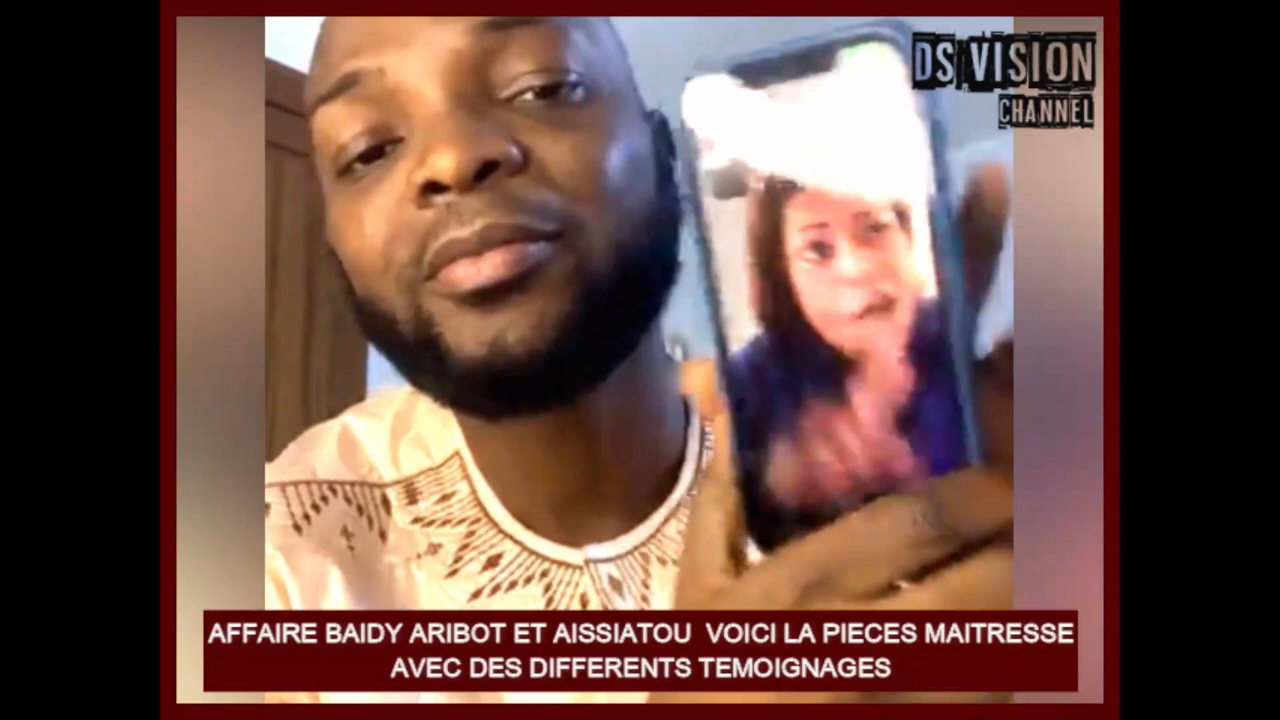 DS VISION
CHANNEL
AFFAIRE BAIDY ARIBOT ET AISSIATOU VOICI LA PIECES MAITRESSE
AVEC DES DIFFERENTS TEMOIGNAGES